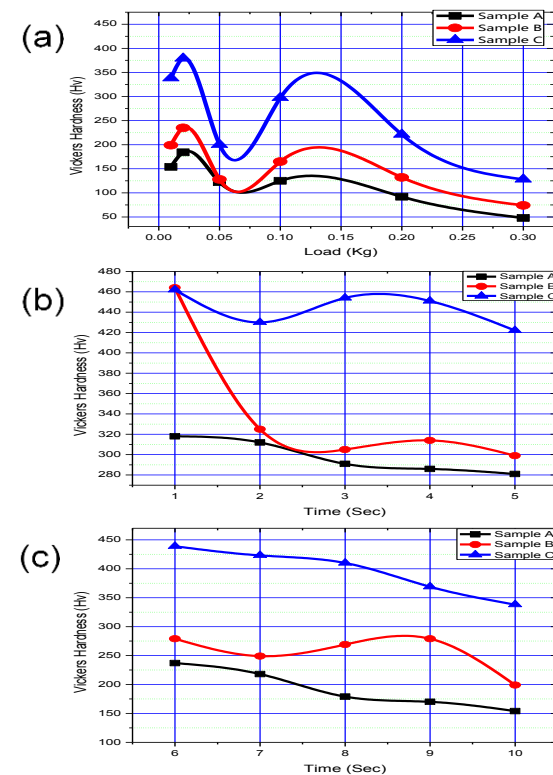 (a)
Sample A
Sample B
Sample C
450
400
350
300
250
200
150
100
50
Vickers Hardness (Hv)
0.00 0.05 0.10 0.15 0.20 0.25 0.30
Load (Kg)
(b)
Sample A
Sample B
Sample C
480
460
440
420
400
380
360
340
320
300
280
Vickers Hardness (Hv)
1 2 3 4 5
Time (Sec)
(c)
Sample A
Sample B
Sample C
450
400
350
300
250
200
150
100
Vickers Hardness (Hv)
6 7 8 9 10
Time (Sec)